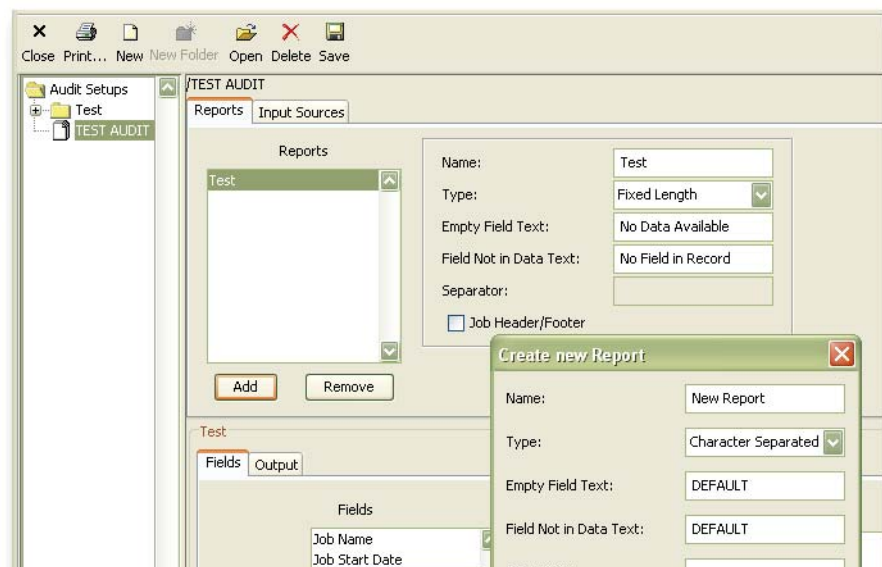 Close Print... New New Folder Open Delete Save
Audit Setups
Test
TEST AUDIT
/TEST AUDIT
Reports Input Sources
Reports
Test
Add Remove
Name: Test
Type: Fixed Length
Empty Field Text: No Data Available
Field Not in Data Text: No Field in Record
Separator:
Job Header/Footer
Test
Fields Output
Fields
Job Name
Job Start Date
Create new Report
Name: New Report
Type: Character Separated
Empty Field Text: DEFAULT
Field Not in Data Text: DEFAULT